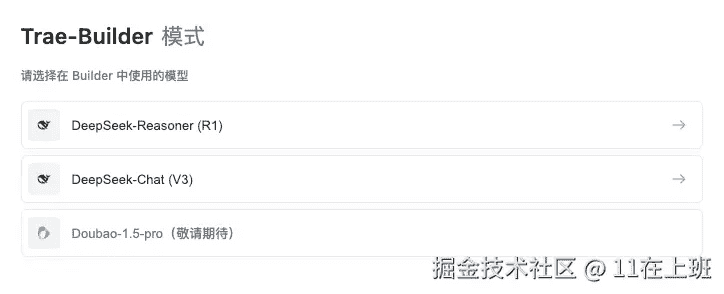 Trae-Builder 模式
请选择在 Builder 中使用的模型
DeepSeek-Reasoner (R1)
DeepSeek-Chat (V3)
Doubao-1.5-pro（敬请期待）
掘金技术社区 @ 11在上班